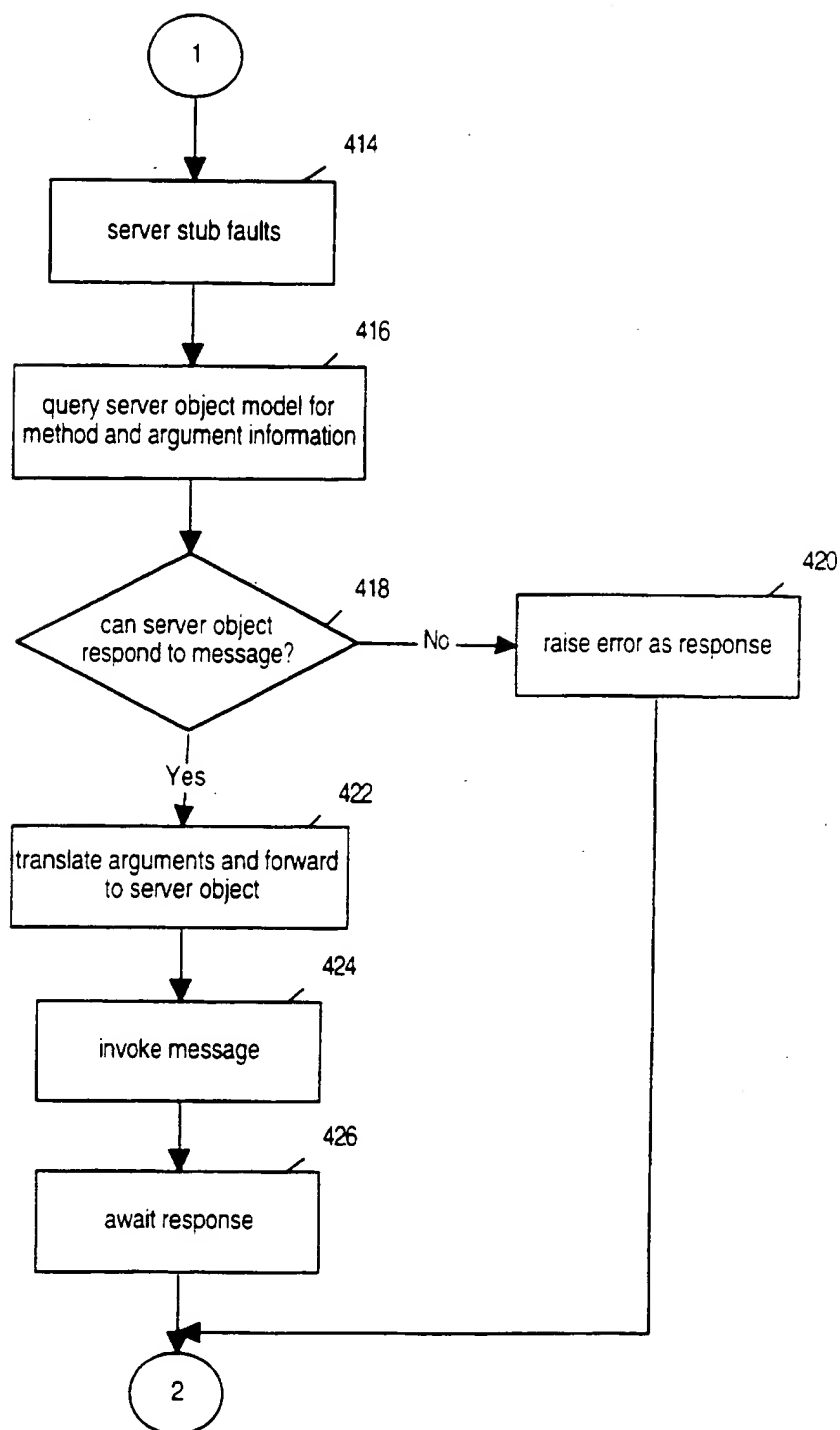 1
414
server stub faults
416
query server object model for
method and argument information
418
can server object
respond to message?
No
420
raise error as response
Yes
422
translate arguments and forward
to server object
424
invoke message
426
await response
2